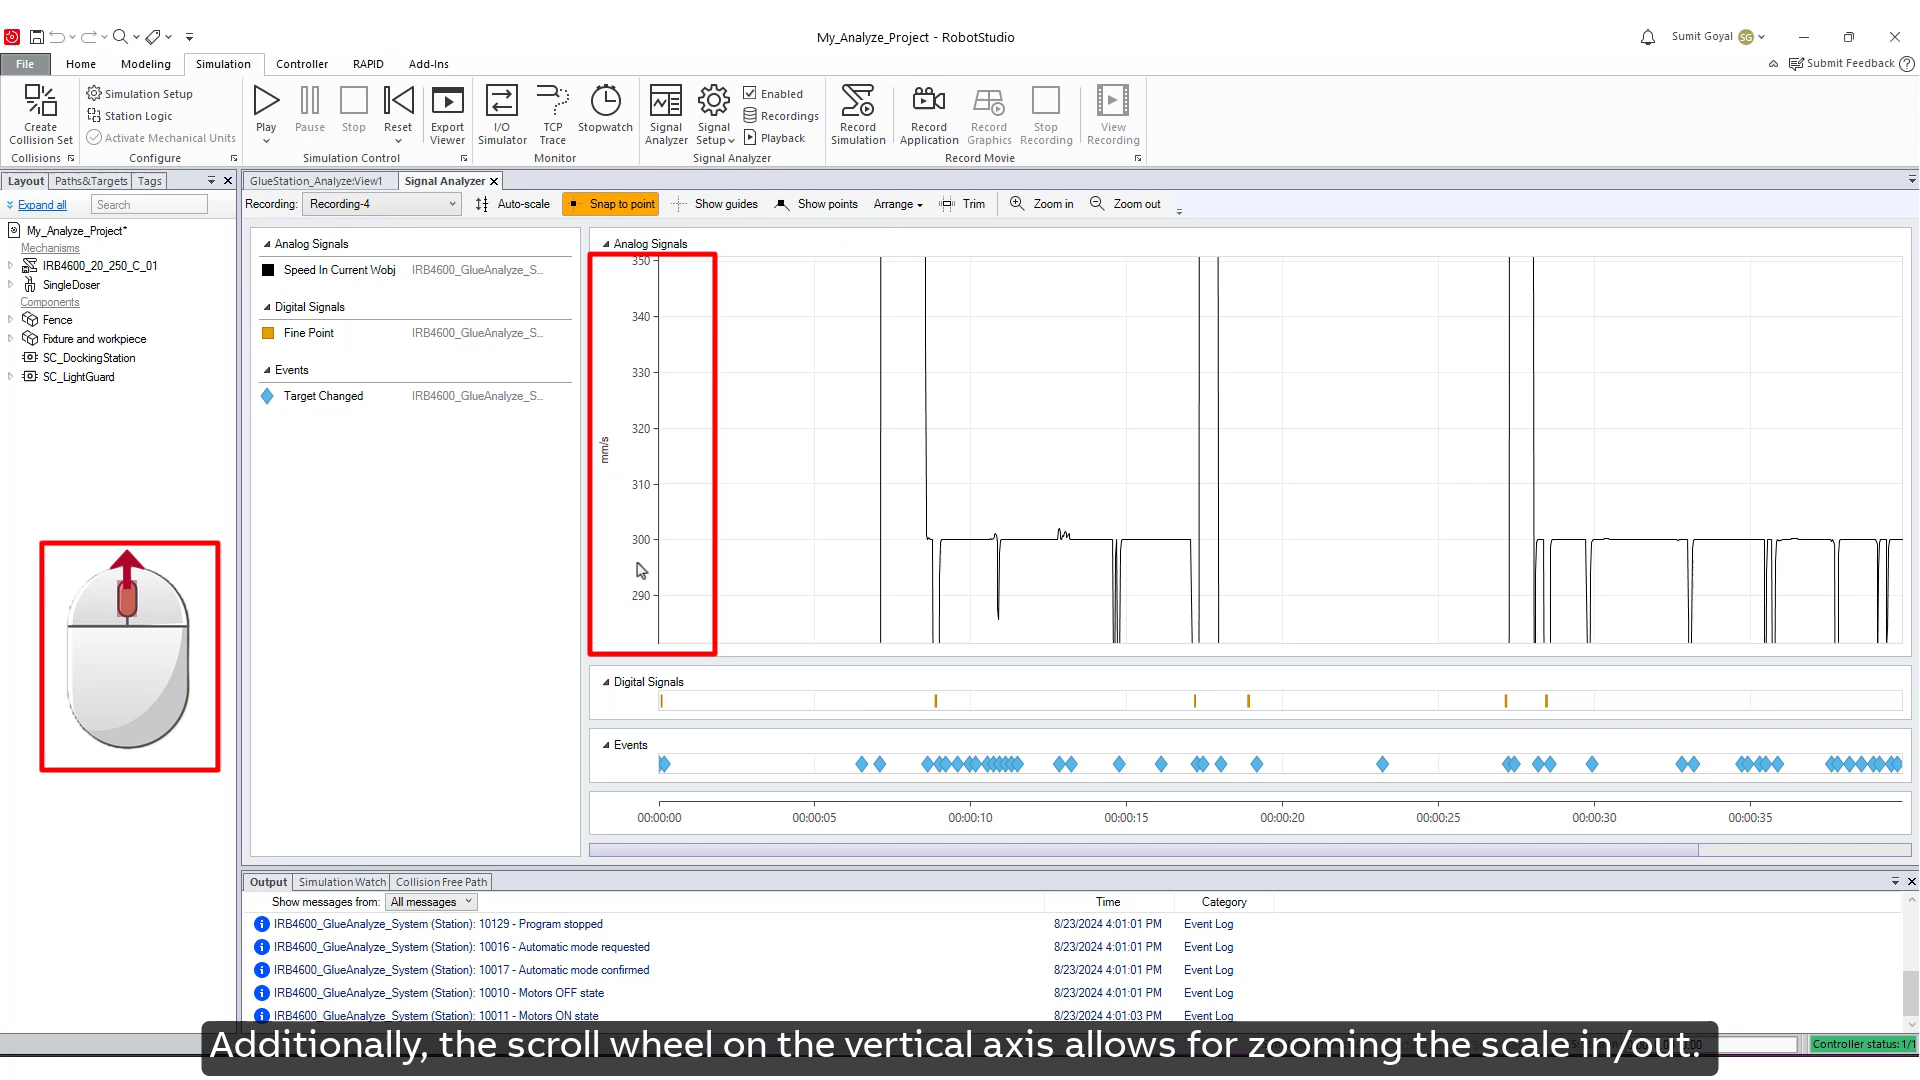 My_Analyze_Project - RobotStudio
Sumit Goyal SG
File Home Modeling Simulation Controller RAPID Add-Ins
Submit Feedback
Create Collision Set
Collisions
Simulation Setup
Station Logic
Activate Mechanical Units
Configure
Play Pause Stop Reset Export Viewer
Simulation Control
I/O Simulator TCP Trace Stopwatch
Monitor
Signal Analyzer Signal Setup
Enabled
Recordings
Playback
Signal Analyzer
Record Simulation Record Application Record Graphics Stop Recording View Recording
Record Movie
Layout Paths&Targets Tags
Expand all Search
My_Analyze_Project*
Mechanisms
IRB4600_20_250_C_01
SingleDoser
Components
Fence
Fixture and workpiece
SC_DockingStation
SC_LightGuard
GlueStation_Analyze:View1 Signal Analyzer
Recording: Recording-4 Auto-scale Snap to point Show guides Show points Arrange Trim Zoom in Zoom out
Analog Signals
Speed In Current Wobj IRB4600_GlueAnalyze_S...
Digital Signals
Fine Point IRB4600_GlueAnalyze_S...
Events
Target Changed IRB4600_GlueAnalyze_S...
Analog Signals
350
340
330
320
mm/s
310
300
290
Digital Signals
Events
00:00:00 00:00:05 00:00:10 00:00:15 00:00:20 00:00:25 00:00:30 00:00:35
Output Simulation Watch Collision Free Path
Show messages from: All messages Time Category
IRB4600_GlueAnalyze_System (Station): 10129 - Program stopped 8/23/2024 4:01:01 PM Event Log
IRB4600_GlueAnalyze_System (Station): 10016 - Automatic mode requested 8/23/2024 4:01:01 PM Event Log
IRB4600_GlueAnalyze_System (Station): 10017 - Automatic mode confirmed 8/23/2024 4:01:01 PM Event Log
IRB4600_GlueAnalyze_System (Station): 10010 - Motors OFF state 8/23/2024 4:01:01 PM Event Log
IRB4600_GlueAnalyze_System (Station): 10011 - Motors ON state 8/23/2024 4:01:03 PM Event Log
Additionally, the scroll wheel on the vertical axis allows for zooming the scale in/out.
Controller status: 1/1